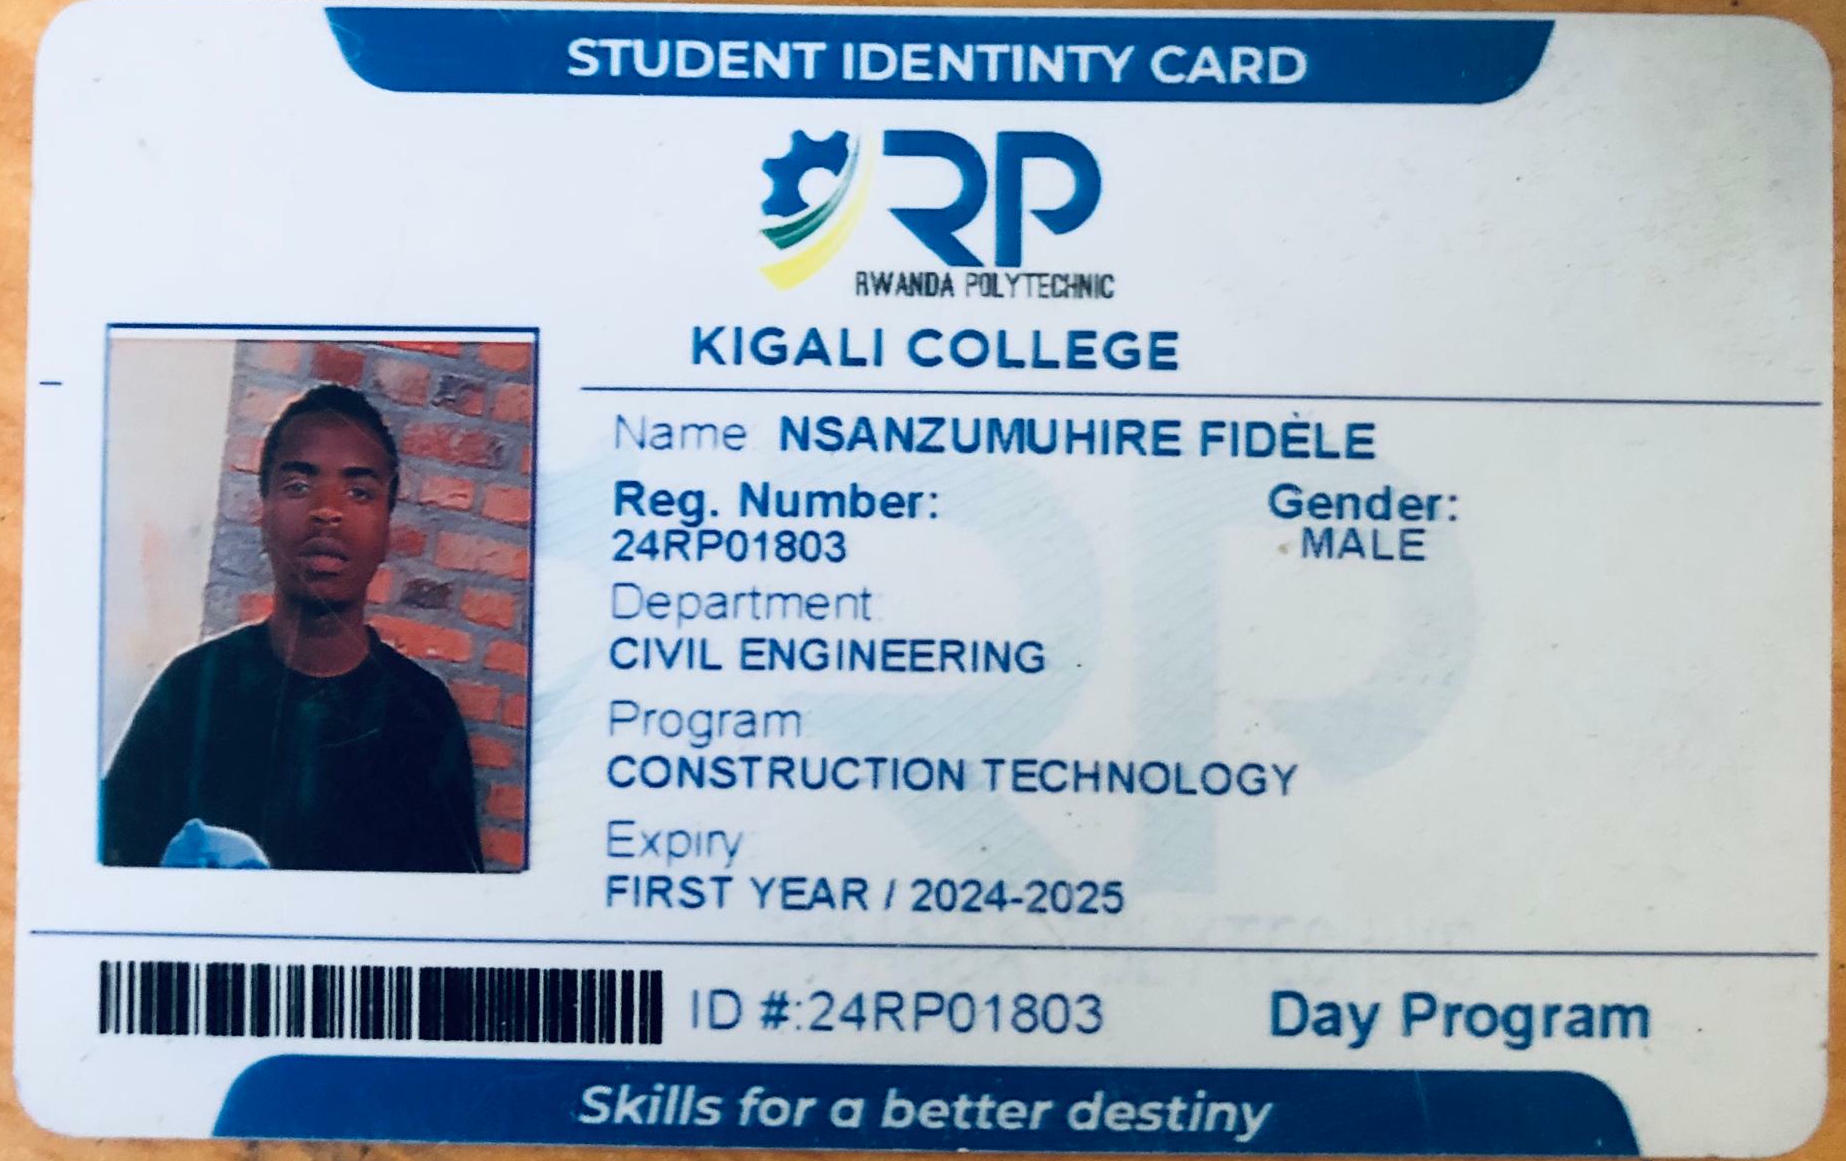 STUDENT IDENTINTY CARD
RP
RWANDA POLYTECHNIC
KIGALI COLLEGE
Name NSANZUMUHIRE FIDÈLE
Reg. Number: Gender:
24RP01803 MALE
Department
CIVIL ENGINEERING
Program
CONSTRUCTION TECHNOLOGY
Expiry
FIRST YEAR / 2024-2025
ID #:24RP01803 Day Program
Skills for a better destiny